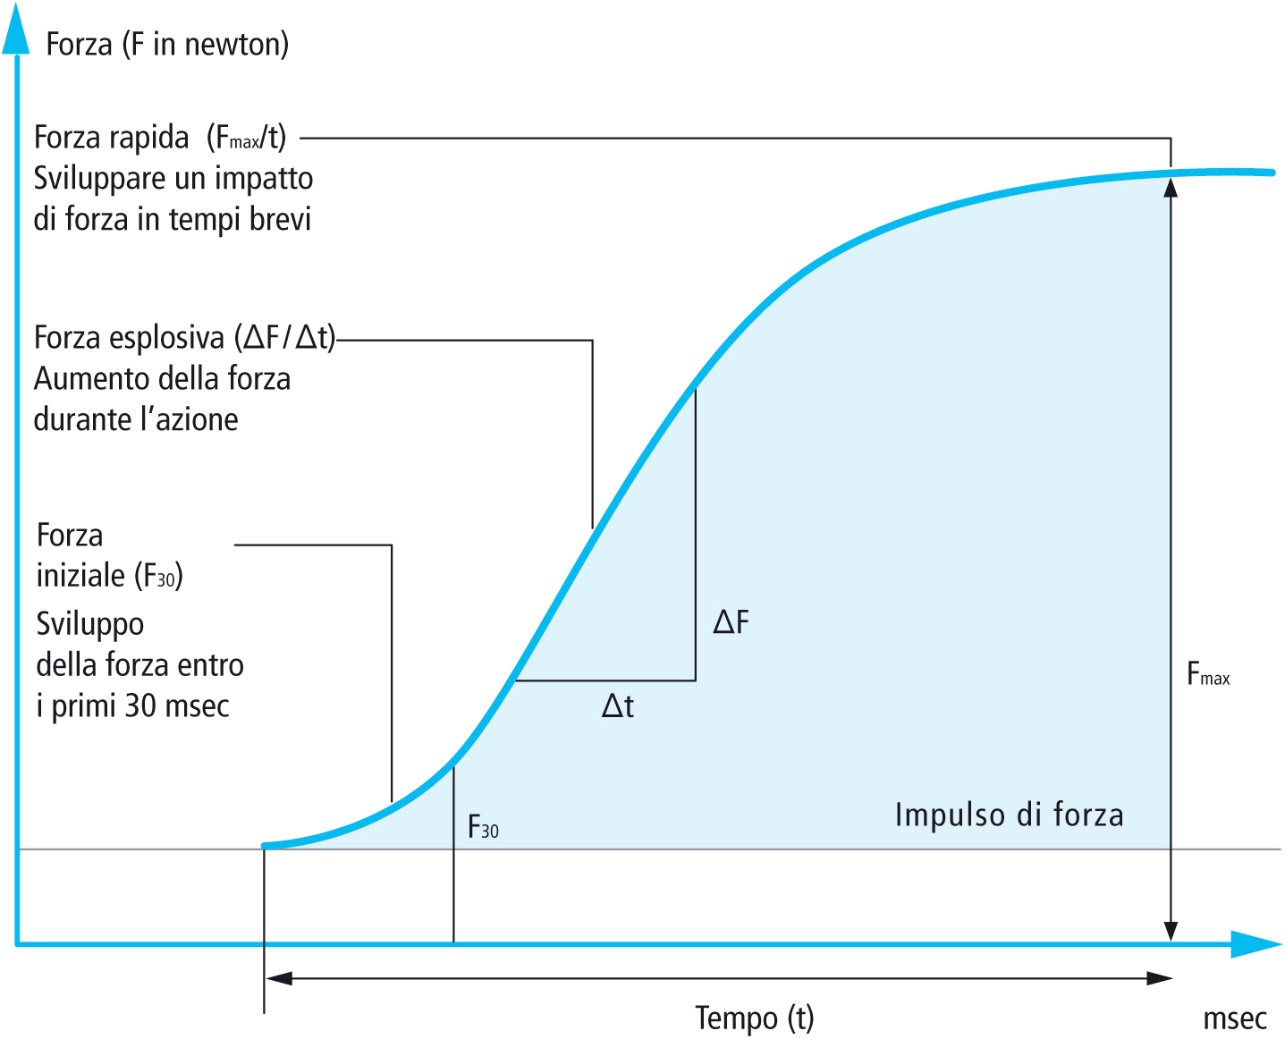 Forza (F in newton)
Forza rapida (Fmax/t)
Sviluppare un impatto
di forza in tempi brevi
Forza esplosiva (ΔF/Δt)
Aumento della forza
durante l’azione
Forza
iniziale (F30)
Sviluppo
della forza entro
i primi 30 msec
ΔF
Δt
Fmax
F30
Impulso di forza
Tempo (t)
msec